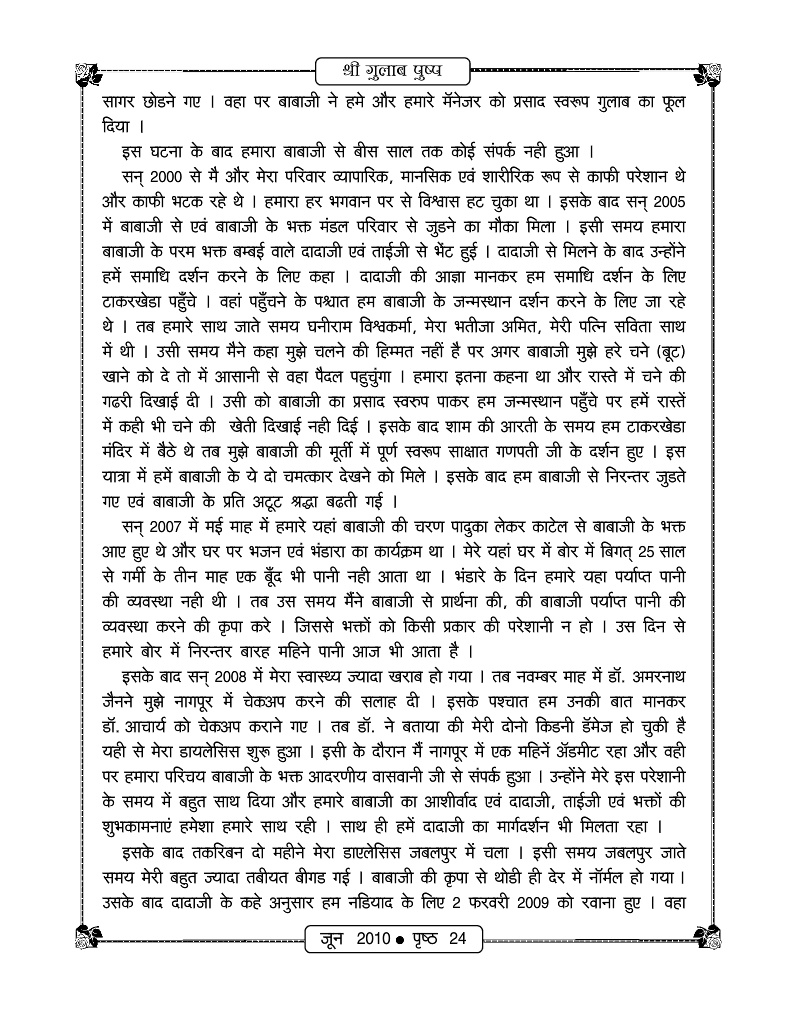 श्री गुलाब पुष्प
सागर छोडने गए । वहा पर बाबाजी ने हमे और हमारे मॅनेजर को प्रसाद स्वरूप गुलाब का फूल
दिया ।
इस घटना के बाद हमारा बाबाजी से बीस साल तक कोई संपर्क नही हुआ ।
सन् 2000 से मै और मेरा परिवार व्यापारिक, मानसिक एवं शारीरिक रूप से काफी परेशान थे
और काफी भटक रहे थे । हमारा हर भगवान पर से विश्वास हट चुका था । इसके बाद सन् 2005
में बाबाजी से एवं बाबाजी के भक्त मंडल परिवार से जुडने का मौका मिला । इसी समय हमारा
बाबाजी के परम भक्त बम्बई वाले दादाजी एवं ताईजी से भेंट हुई । दादाजी से मिलने के बाद उन्होंने
हमें समाधि दर्शन करने के लिए कहा । दादाजी की आज्ञा मानकर हम समाधि दर्शन के लिए
टाकरखेडा पहुँचे । वहां पहुँचने के पश्चात हम बाबाजी के जन्मस्थान दर्शन करने के लिए जा रहे
थे । तब हमारे साथ जाते समय घनीराम विश्वकर्मा, मेरा भतीजा अमित, मेरी पत्नि सविता साथ
में थी । उसी समय मैने कहा मुझे चलने की हिम्मत नहीं है पर अगर बाबाजी मुझे हरे चने (बूट)
खाने को दे तो में आसानी से वहा पैदल पहुचुंगा । हमारा इतना कहना था और रास्ते में चने की
गढरी दिखाई दी । उसी को बाबाजी का प्रसाद स्वरुप पाकर हम जन्मस्थान पहुँचे पर हमें रास्तें
में कही भी चने की खेती दिखाई नही दिई । इसके बाद शाम की आरती के समय हम टाकरखेडा
मंदिर में बैठे थे तब मुझे बाबाजी की मूर्ती में पूर्ण स्वरूप साक्षात गणपती जी के दर्शन हुए । इस
यात्रा में हमें बाबाजी के ये दो चमत्कार देखने को मिले । इसके बाद हम बाबाजी से निरन्तर जुडते
गए एवं बाबाजी के प्रति अटूट श्रद्धा बढती गई ।
सन् 2007 में मई माह में हमारे यहां बाबाजी की चरण पादुका लेकर काटेल से बाबाजी के भक्त
आए हुए थे और घर पर भजन एवं भंडारा का कार्यक्रम था । मेरे यहां घर में बोर में बिगत् 25 साल
से गर्मी के तीन माह एक बूँद भी पानी नही आता था । भंडारे के दिन हमारे यहा पर्याप्त पानी
की व्यवस्था नही थी । तब उस समय मैंने बाबाजी से प्रार्थना की, की बाबाजी पर्याप्त पानी की
व्यवस्था करने की कृपा करे । जिससे भक्तों को किसी प्रकार की परेशानी न हो । उस दिन से
हमारे बोर में निरन्तर बारह महिने पानी आज भी आता है ।
इसके बाद सन् 2008 में मेरा स्वास्थ्य ज्यादा खराब हो गया । तब नवम्बर माह में डॉ. अमरनाथ
जैनने मुझे नागपूर में चेकअप करने की सलाह दी । इसके पश्चात हम उनकी बात मानकर
डॉ. आचार्य को चेकअप कराने गए । तब डॉ. ने बताया की मेरी दोनो किडनी डॅमेज हो चुकी है
यही से मेरा डायलेसिस शुरू हुआ । इसी के दौरान मैं नागपूर में एक महिनें अ‍ॅडमीट रहा और वही
पर हमारा परिचय बाबाजी के भक्त आदरणीय वासवानी जी से संपर्क हुआ । उन्होंने मेरे इस परेशानी
के समय में बहुत साथ दिया और हमारे बाबाजी का आशीर्वाद एवं दादाजी, ताईजी एवं भक्तों की
शुभकामनाएं हमेशा हमारे साथ रही । साथ ही हमें दादाजी का मार्गदर्शन भी मिलता रहा ।
इसके बाद तकरिबन दो महीने मेरा डाएलेसिस जबलपुर में चला । इसी समय जबलपुर जाते
समय मेरी बहुत ज्यादा तबीयत बीगड गई । बाबाजी की कृपा से थोडी ही देर में नॉर्मल हो गया ।
उसके बाद दादाजी के कहे अनुसार हम नडियाद के लिए 2 फरवरी 2009 को रवाना हुए । वहा
जून 2010 ● पृष्ठ 24